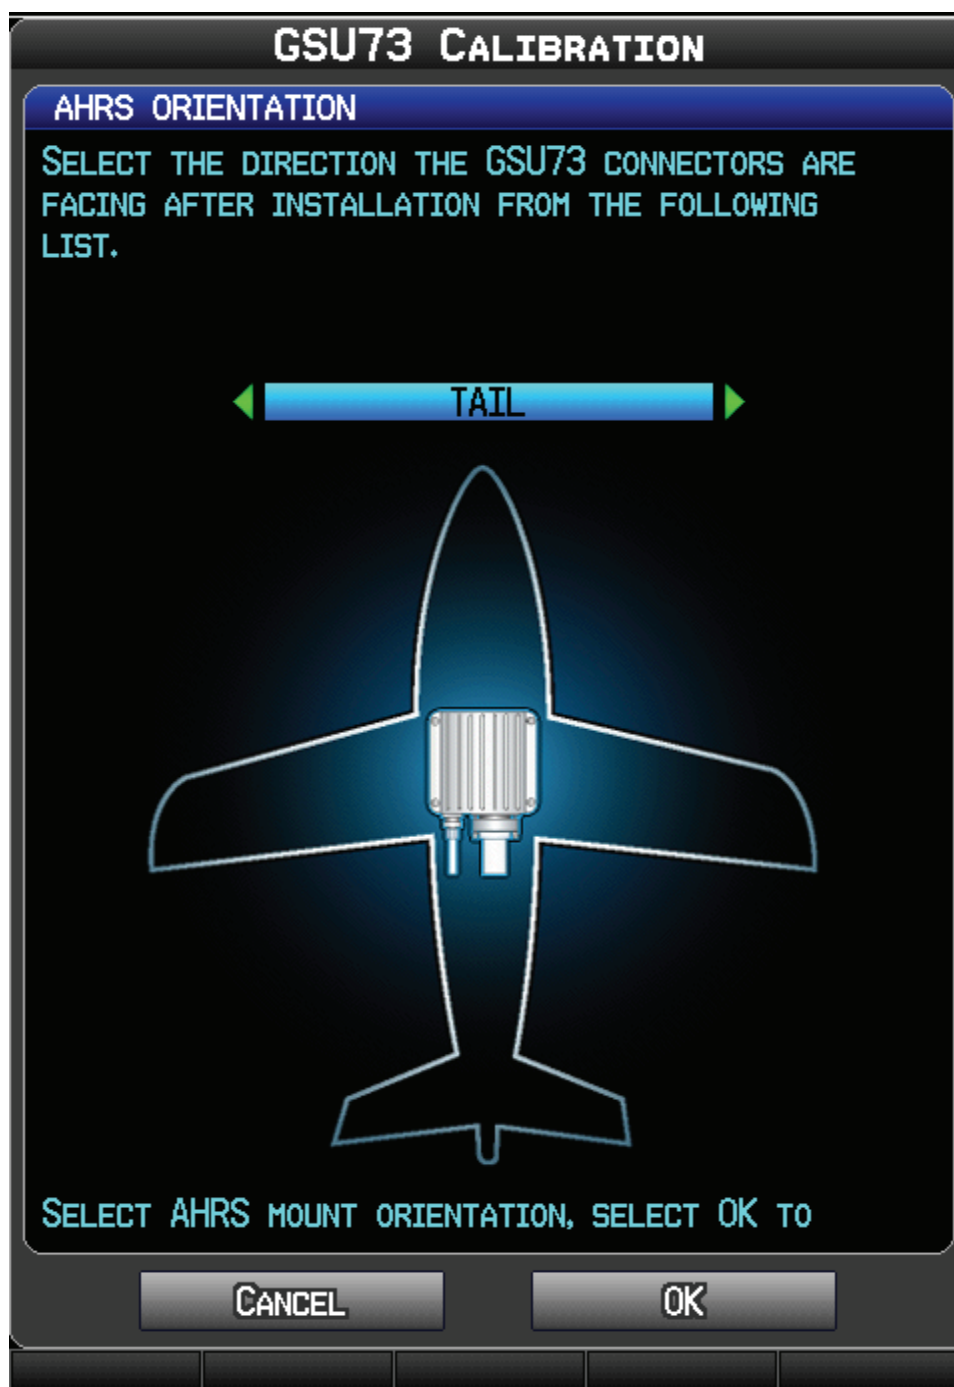 GSU73 Calibration
AHRS ORIENTATION
Select the direction the GSU73 connectors are
facing after installation from the following
list.
TAIL
Select AHRS mount orientation, select OK to
Cancel
OK